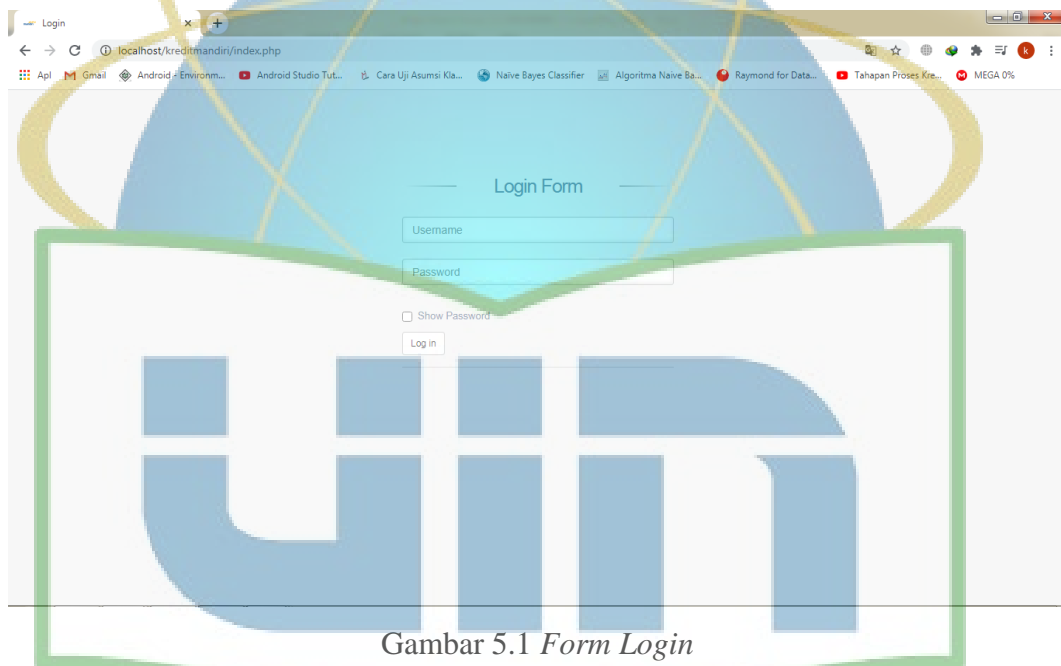 Login
localhost/kreditmandiri/index.php
k
Apl Gmail Android - Environm... Android Studio Tut... Cara Uji Asumsi Kla... Naïve Bayes Classifier Algoritma Naive Ba... Raymond for Data... Tahapan Proses Kre... MEGA 0%
Login Form
Username
Password
Show Password
Log in
uin
Gambar 5.1 Form Login